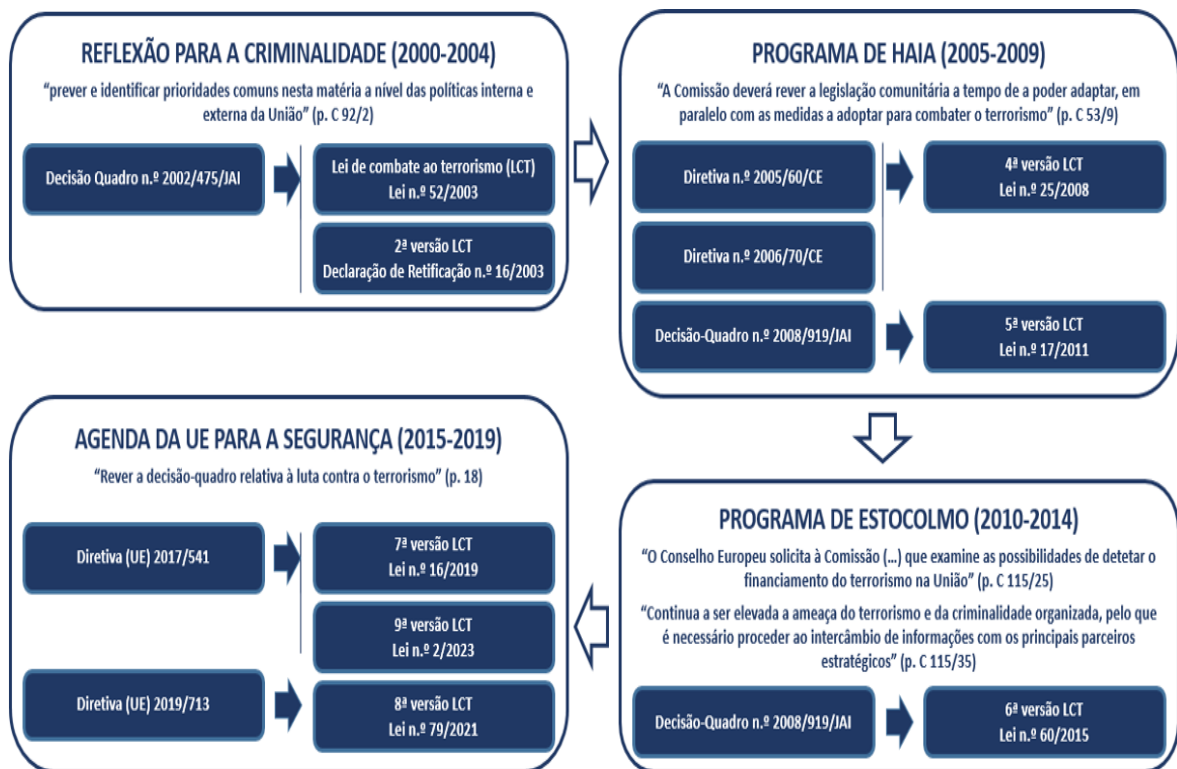 REFLEXÃO PARA A CRIMINALIDADE (2000-2004)
“prever e identificar prioridades comuns nesta matéria a nível das políticas interna e
externa da União” (p. C 92/2)
Decisão Quadro n.º 2002/475/JAI
Lei de combate ao terrorismo (LCT)
Lei n.º 52/2003
2ª versão LCT
Declaração de Retificação n.º 16/2003
PROGRAMA DE HAIA (2005-2009)
“A Comissão deverá rever a legislação comunitária a tempo de a poder adaptar, em
paralelo com as medidas a adoptar para combater o terrorismo” (p. C 53/9)
Diretiva n.º 2005/60/CE
4ª versão LCT
Lei n.º 25/2008
Diretiva n.º 2006/70/CE
Decisão-Quadro n.º 2008/919/JAI
5ª versão LCT
Lei n.º 17/2011
PROGRAMA DE ESTOCOLMO (2010-2014)
“O Conselho Europeu solicita à Comissão (...) que examine as possibilidades de detetar o
financiamento do terrorismo na União” (p. C 115/25)
“Continua a ser elevada a ameaça do terrorismo e da criminalidade organizada, pelo que
é necessário proceder ao intercâmbio de informações com os principais parceiros
estratégicos” (p. C 115/35)
Decisão-Quadro n.º 2008/919/JAI
6ª versão LCT
Lei n.º 60/2015
AGENDA DA UE PARA A SEGURANÇA (2015-2019)
“Rever a decisão-quadro relativa à luta contra o terrorismo” (p. 18)
Diretiva (UE) 2017/541
7ª versão LCT
Lei n.º 16/2019
9ª versão LCT
Lei n.º 2/2023
Diretiva (UE) 2019/713
8ª versão LCT
Lei n.º 79/2021